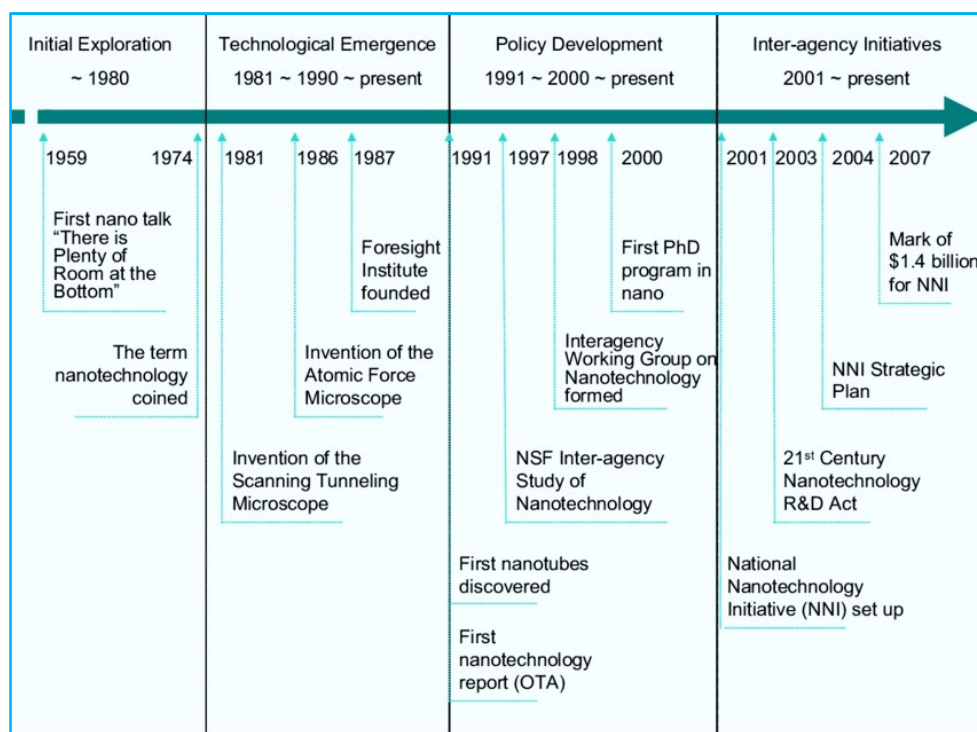 Initial Exploration
~ 1980
Technological Emergence
1981 ~ 1990 ~ present
Policy Development
1991 ~ 2000 ~ present
Inter-agency Initiatives
2001 ~ present
1959
1974
1981
1986
1987
1991
1997
1998
2000
2001
2003
2004
2007
First nano talk
“There is
Plenty of
Room at the
Bottom”
The term
nanotechnology
coined
Foresight
Institute
founded
Invention of the
Atomic Force
Microscope
Invention of the
Scanning Tunneling
Microscope
First PhD
program in
nano
Interagency
Working Group on
Nanotechnology
formed
NSF Inter-agency
Study of
Nanotechnology
First nanotubes
discovered
First
nanotechnology
report (OTA)
Mark of
$1.4 billion
for NNI
NNI Strategic
Plan
21st Century
Nanotechnology
R&D Act
National
Nanotechnology
Initiative (NNI) set up